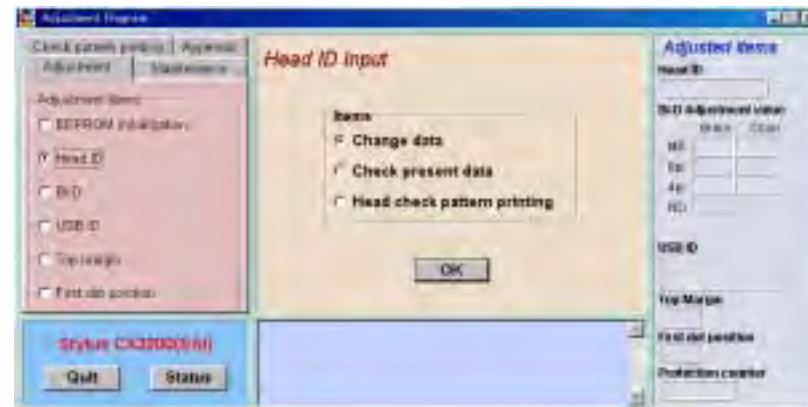 Adjustment Program
Check pattern printing
Appendix
Adjustment
Maintenance
Adjustment Items
EEPROM Initialization
Head ID
Bi-D
USB ID
Top margin
First dot position
Head ID Input
Items
Change data
Check present data
Head check pattern printing
OK
Quit
Status
Adjusted items
Head ID
Bi-D Adjustment value
USB ID
Top Margin
First dot position
Protection counter